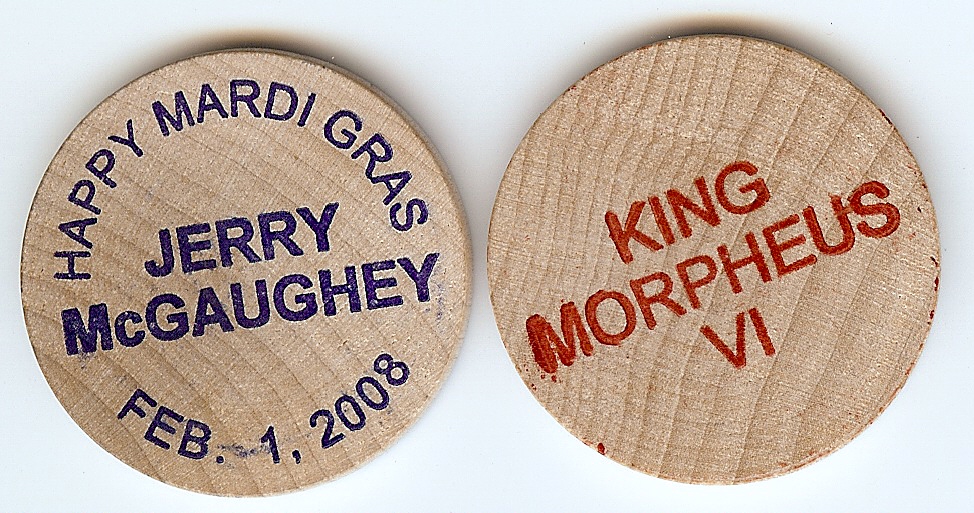 HAPPY MARDI GRAS
JERRY
McGAUGHEY
FEB. 1, 2008
KING
MORPHEUS
VI